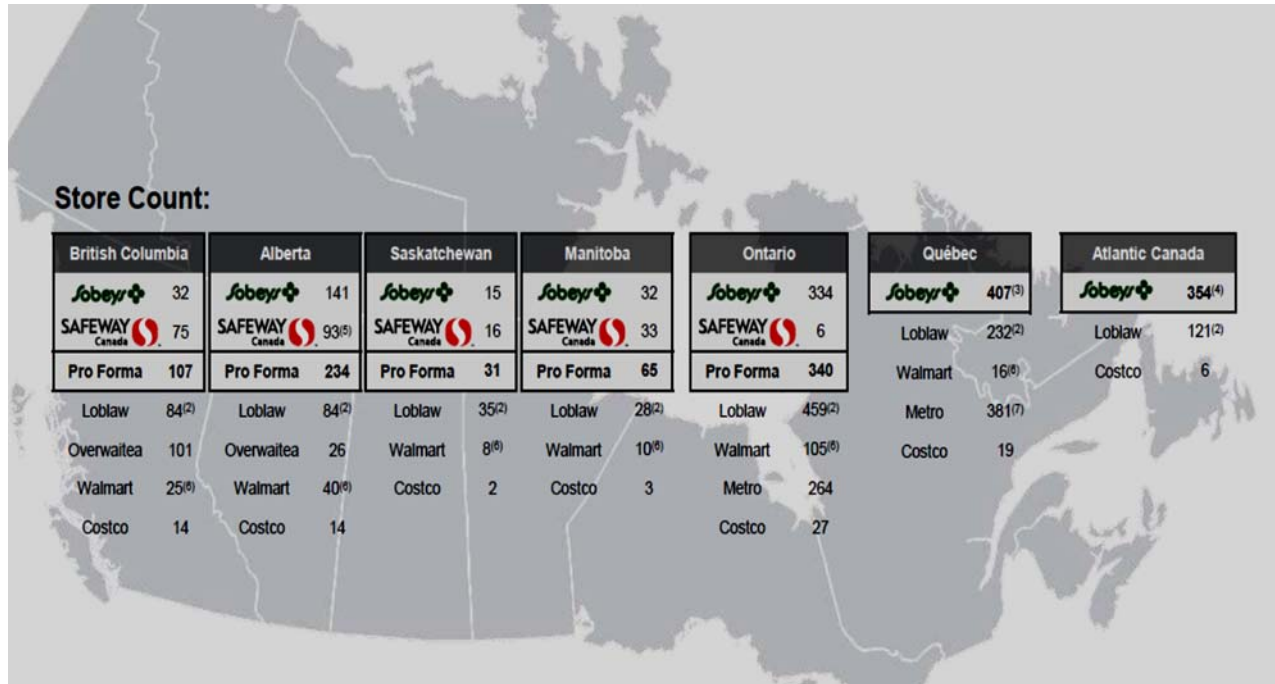 Store Count:
British Columbia Alberta Saskatchewan Manitoba Ontario Québec Atlantic Canada
Sobeys 32 Sobeys 141 Sobeys 15 Sobeys 32 Sobeys 334 Sobeys 407(3) Sobeys 354(4)
SAFEWAY Canada 75 SAFEWAY Canada 93(5) SAFEWAY Canada 16 SAFEWAY Canada 33 SAFEWAY Canada 6 Loblaw 232(2) Loblaw 121(2)
Pro Forma 107 Pro Forma 234 Pro Forma 31 Pro Forma 65 Pro Forma 340 Walmart 16(6) Costco 6
Loblaw 84(2) Loblaw 84(2) Loblaw 35(2) Loblaw 28(2) Loblaw 459(2) Metro 381(7)
Overwaitea 101 Overwaitea 26 Walmart 8(6) Walmart 10(6) Walmart 105(6) Costco 19
Walmart 25(6) Walmart 40(6) Costco 2 Costco 3 Metro 264
Costco 14 Costco 14 Costco 27